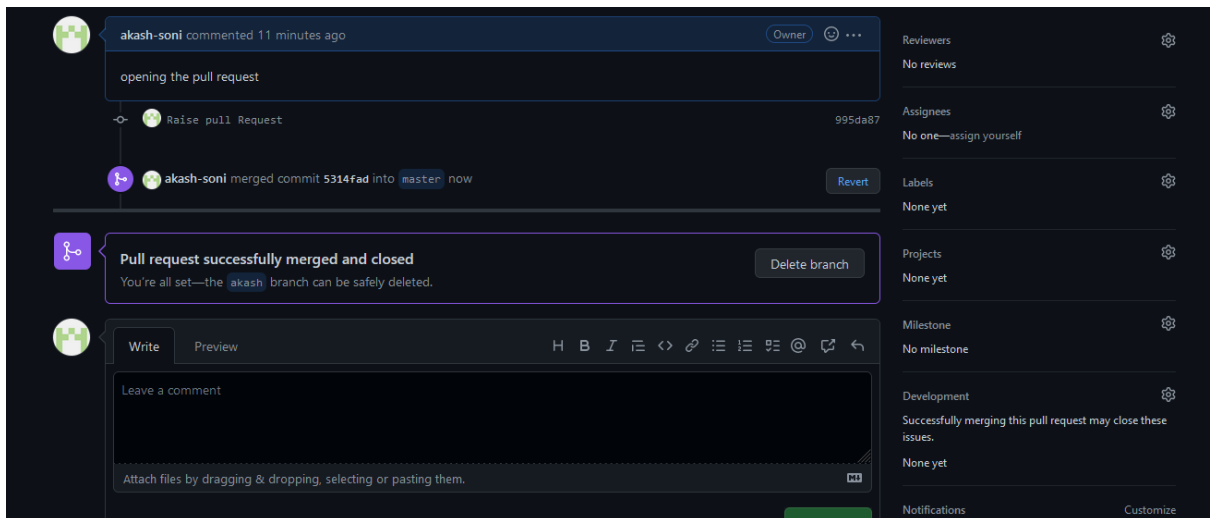 akash-soni commented 11 minutes ago
Owner
opening the pull request
Raise pull Request
995da87
akash-soni merged commit 5314fad into master now
Revert
Pull request successfully merged and closed
You're all set—the akash branch can be safely deleted.
Delete branch
Write
Preview
H B I
Leave a comment
Attach files by dragging & dropping, selecting or pasting them.
Reviewers
No reviews
Assignees
No one—assign yourself
Labels
None yet
Projects
None yet
Milestone
No milestone
Development
Successfully merging this pull request may close these
issues.
None yet
Notifications
Customize